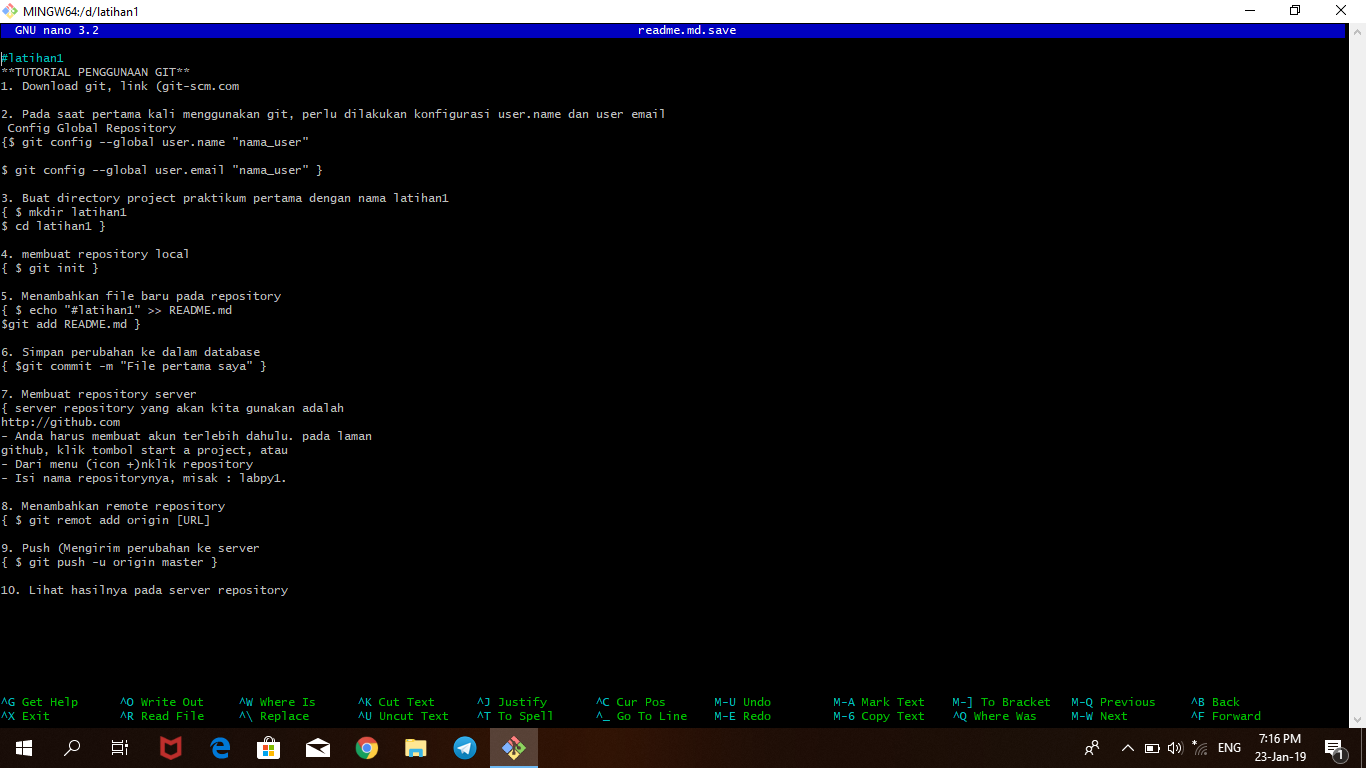 MINGW64:/d/latihan1
GNU nano 3.2 readme.md.save
#latihan1
**TUTORIAL PENGGUNAAN GIT**
1. Download git, link (git-scm.com
2. Pada saat pertama kali menggunakan git, perlu dilakukan konfigurasi user.name dan user email
Config Global Repository
{$ git config --global user.name "nama_user"
$ git config --global user.email "nama_user" }
3. Buat directory project praktikum pertama dengan nama latihan1
{ $ mkdir latihan1
$ cd latihan1 }
4. membuat repository local
{ $ git init }
5. Menambahkan file baru pada repository
{ $ echo "#latihan1" >> README.md
$git add README.md }
6. Simpan perubahan ke dalam database
{ $git commit -m "File pertama saya" }
7. Membuat repository server
{ server repository yang akan kita gunakan adalah
http://github.com
- Anda harus membuat akun terlebih dahulu. pada laman
github, klik tombol start a project, atau
- Dari menu (icon +)nklik repository
- Isi nama repositorynya, misak : labpy1.
8. Menambahkan remote repository
{ $ git remot add origin [URL]
9. Push (Mengirim perubahan ke server
{ $ git push -u origin master }
10. Lihat hasilnya pada server repository
^G Get Help ^O Write Out ^W Where Is ^K Cut Text ^J Justify ^C Cur Pos M-U Undo M-A Mark Text M-] To Bracket M-Q Previous ^B Back
^X Exit ^R Read File ^\ Replace ^U Uncut Text ^T To Spell ^_ Go To Line M-E Redo M-6 Copy Text ^Q Where Was M-W Next ^F Forward
ENG
7:16 PM
23-Jan-19
1